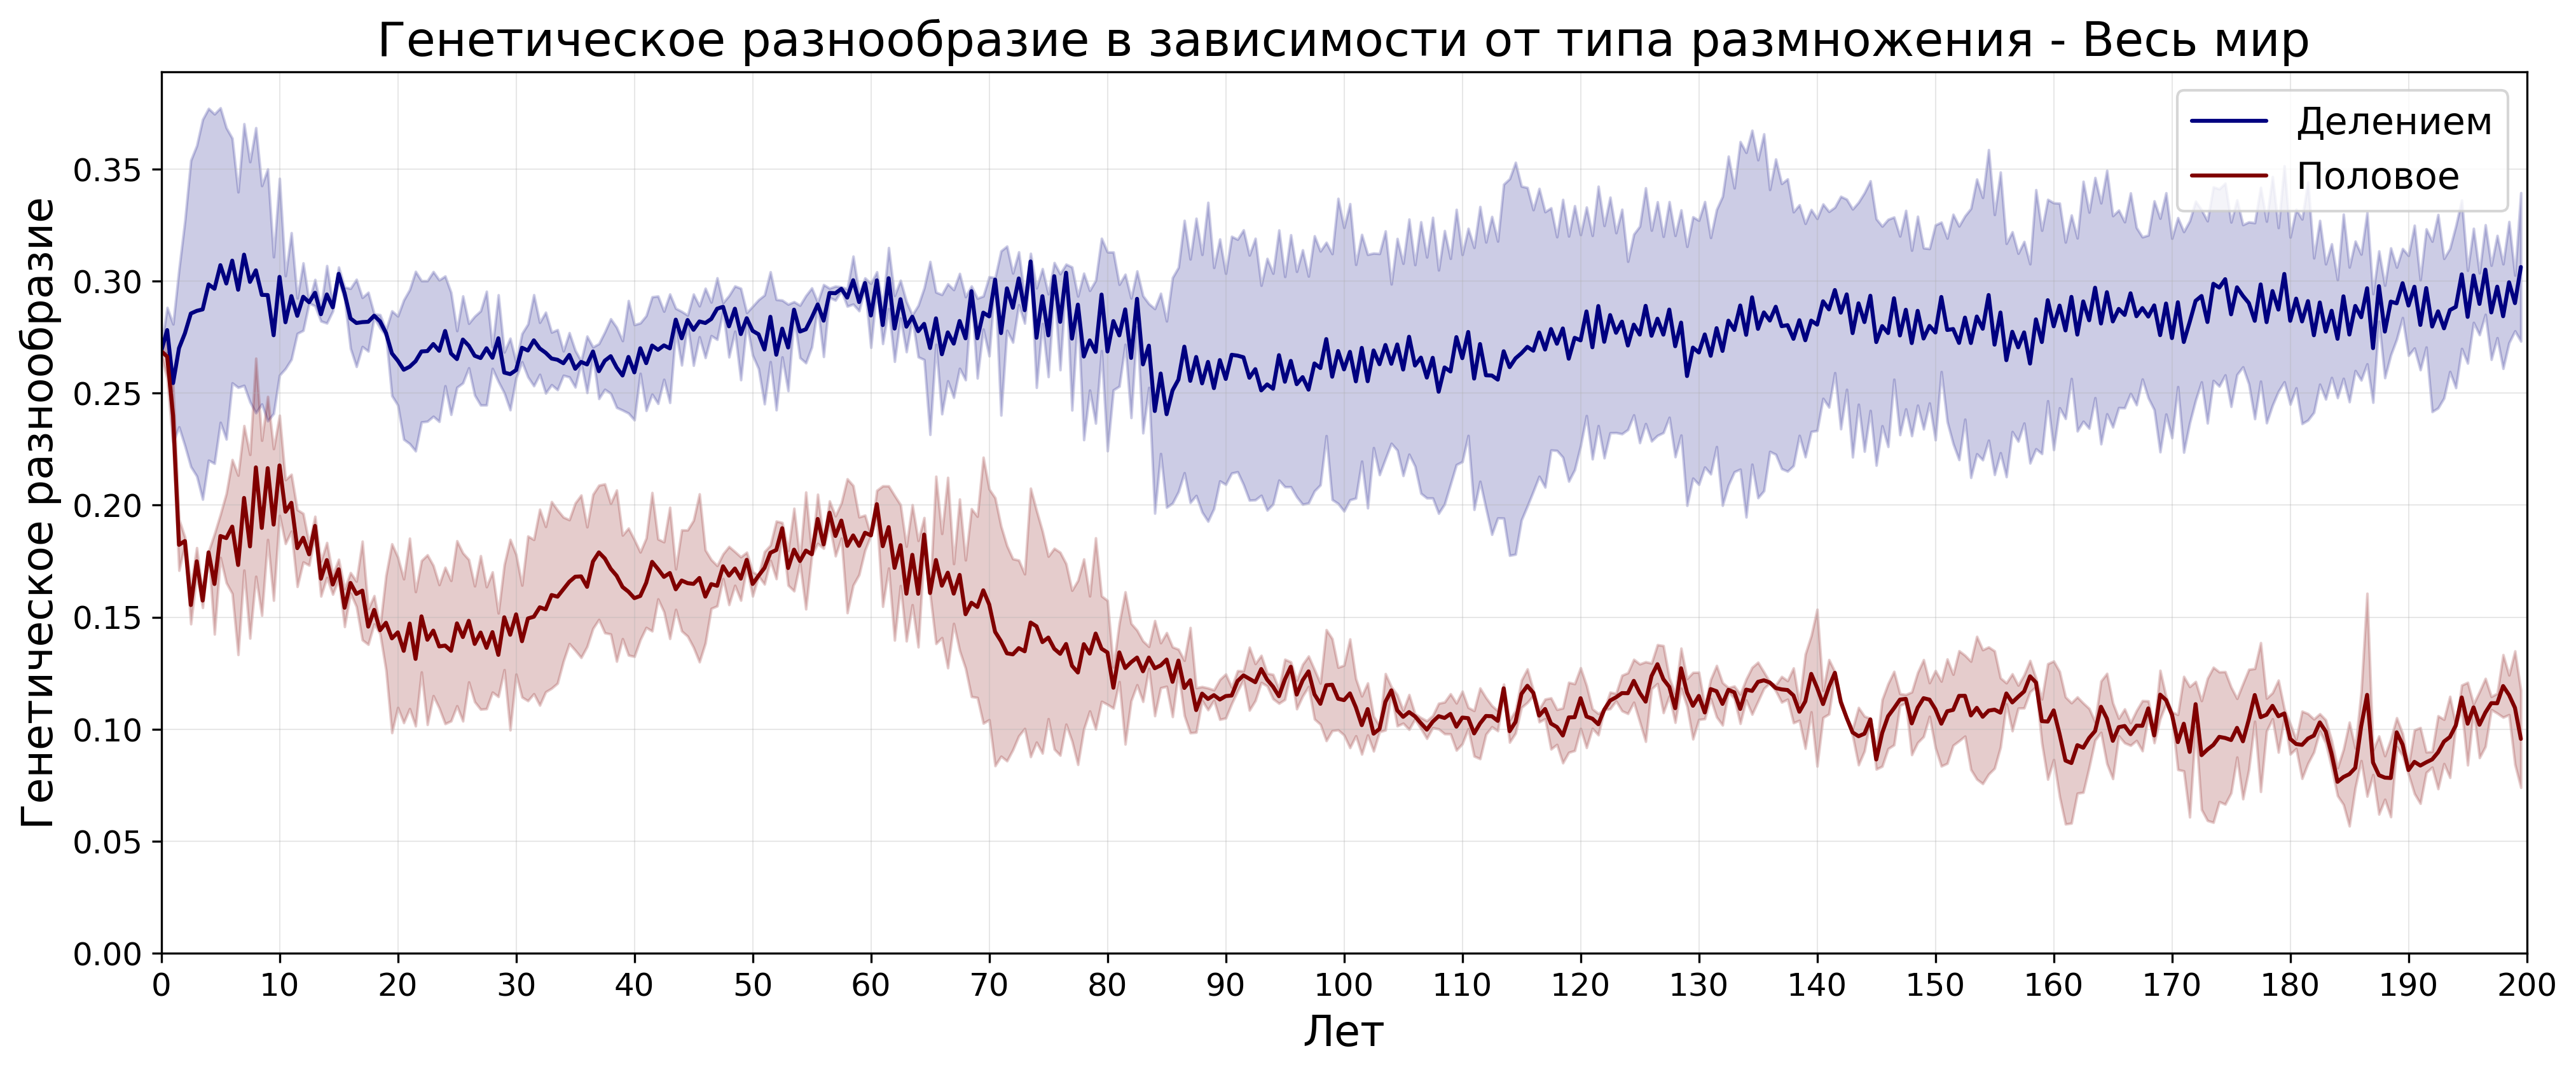 Генетическое разнообразие в зависимости от типа размножения - Весь мир
Генетическое разнообразие
0.35
0.30
0.25
0.20
0.15
0.10
0.05
0.00
Делением
Половое
0 10 20 30 40 50 60 70 80 90 100 110 120 130 140 150 160 170 180 190 200
Лет